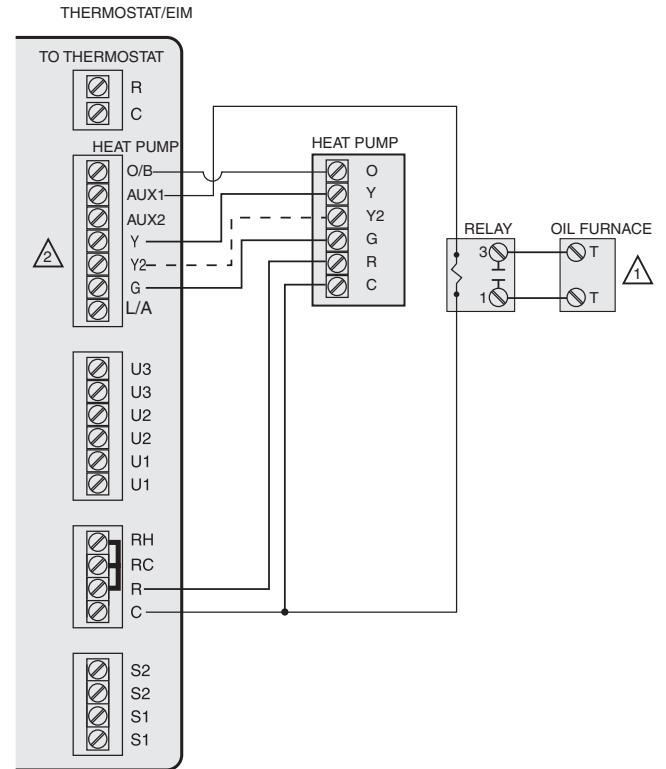 THERMOSTAT/EIM
TO THERMOSTAT
R
C
HEAT PUMP
O/B
AUX1
AUX2
Y
Y2
G
L/A
2
U3
U3
U2
U2
U1
U1
RH
RC
R
C
S2
S2
S1
S1
HEAT PUMP
O
Y
Y2
G
R
C
RELAY
3
1
OIL FURNACE
T
T
1